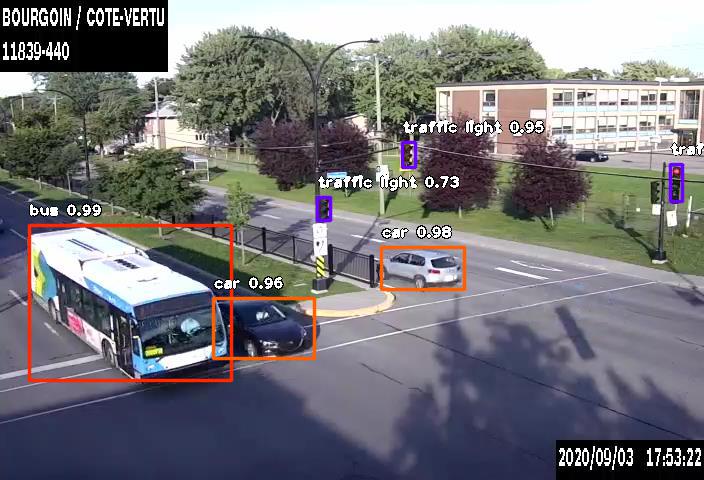 BOURGOIN / COTE-VERTU
11839-440
traffic light 0.95
traf
traffic light 0.73
bus 0.99
car 0.98
car 0.96
2020/09/03 17:53:22